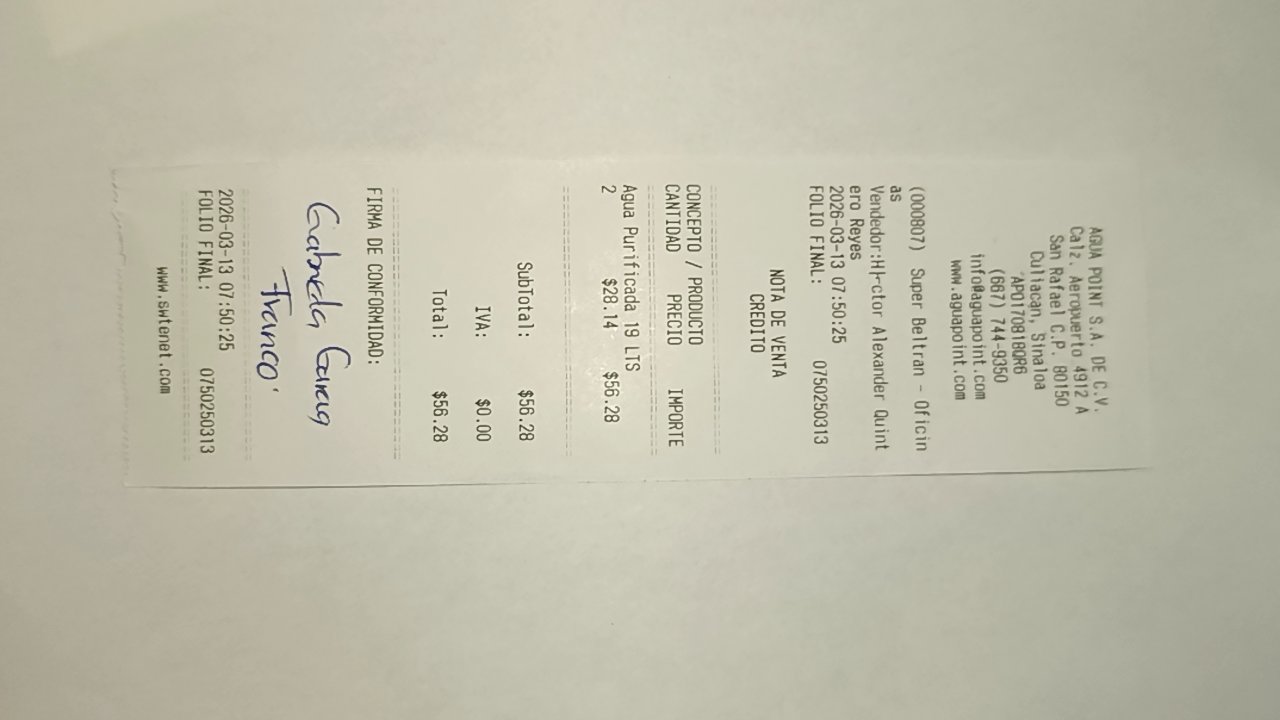 AGUA POINT S.A. DE C.V.
Calz. Aeropuerto 4912 A
San Rafael C.P. 80150
Culiacán, Sinaloa
APO170818QR6
(667) 744-9350
info@aguapoint.com
www.aguapoint.com
(000807) Super Beltran - Oficin
as
Vendedor:H├ctor Alexander Quint
ero Reyes
2026-03-13 07:50:25
FOLIO FINAL: 0750250313
NOTA DE VENTA
CREDITO
CONCEPTO / PRODUCTO
CANTIDAD PRECIO IMPORTE
Agua Purificada 19 LTS
2 $28.14 $56.28
SubTotal: $56.28
IVA: $0.00
Total: $56.28
FIRMA DE CONFORMIDAD:
Gabriela Garcia
Franco
2026-03-13 07:50:25
FOLIO FINAL: 0750250313
www.swtenet.com